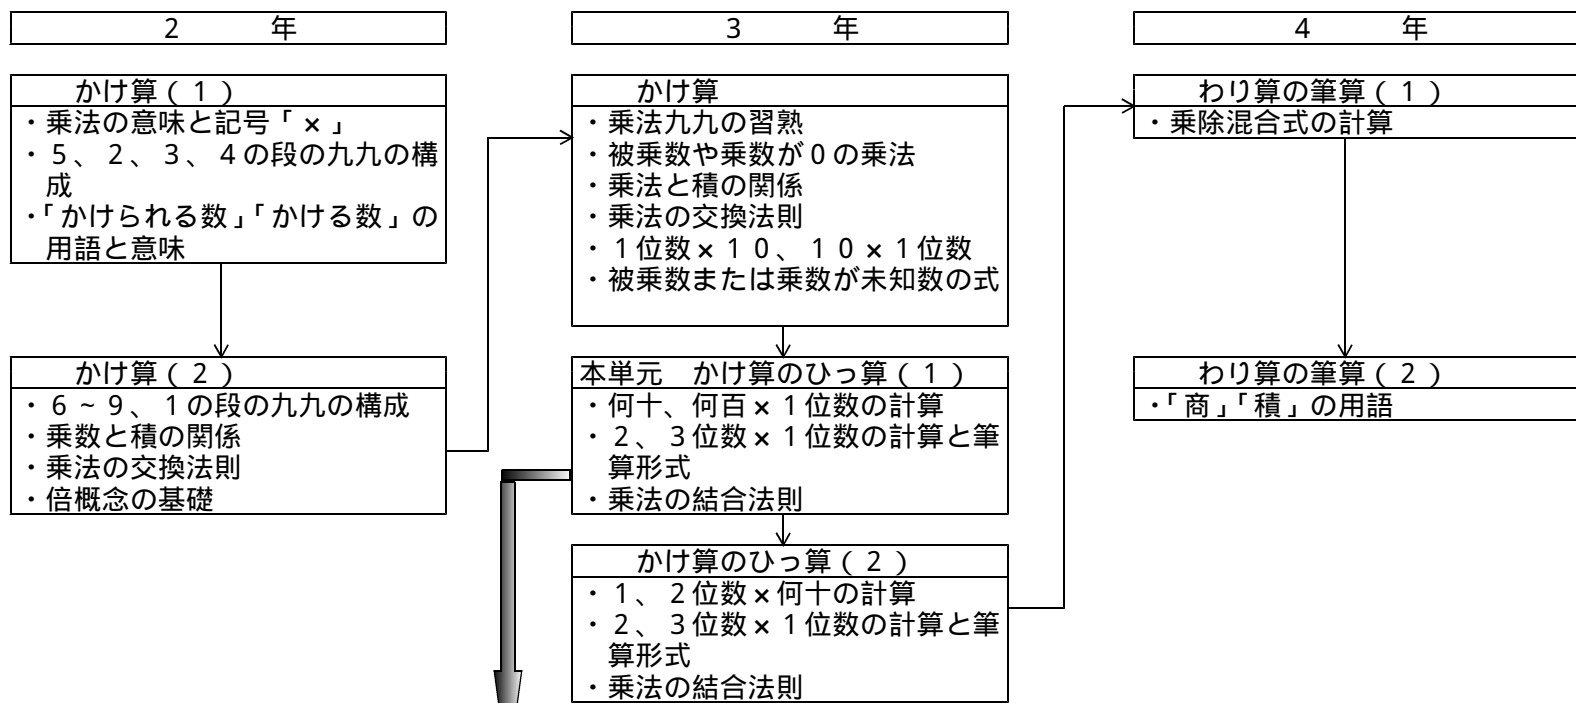 2 年
かけ算（1）
・乗法の意味と記号「×」
・5、2、3、4の段の九九の構
成
・「かけられる数」「かける数」の
用語と意味
かけ算（2）
・6~9、1の段の九九の構成
・乗数と積の関係
・乗法の交換法則
・倍概念の基礎
3 年
かけ算
・乗法九九の習熟
・被乗数や乗数が0の乗法
・乗法と積の関係
・乗法の交換法則
・1位数×10、10×1位数
・被乗数または乗数が未知数の式
本単元 かけ算のひっ算（1）
・何十、何百×1位数の計算
・2、3位数×1位数の計算と筆
算形式
・乗法の結合法則
かけ算のひっ算（2）
・1、2位数×何十の計算
・2、3位数×1位数の計算と筆
算形式
・乗法の結合法則
4 年
わり算の筆算（1）
・乗除混合式の計算
わり算の筆算（2）
・「商」「積」の用語